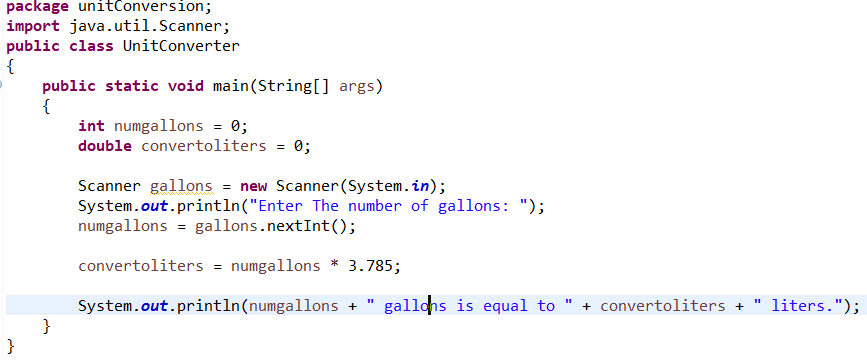 package unitConversion;
import java.util.Scanner;
public class UnitConverter
{
    public static void main(String[] args)
    {
        int numgallons = 0;
        double convertoliters = 0;

        Scanner gallons = new Scanner(System.in);
        System.out.println("Enter The number of gallons: ");
        numgallons = gallons.nextInt();

        convertoliters = numgallons * 3.785;

        System.out.println(numgallons + " gallons is equal to " + convertoliters + " liters.");
    }
}